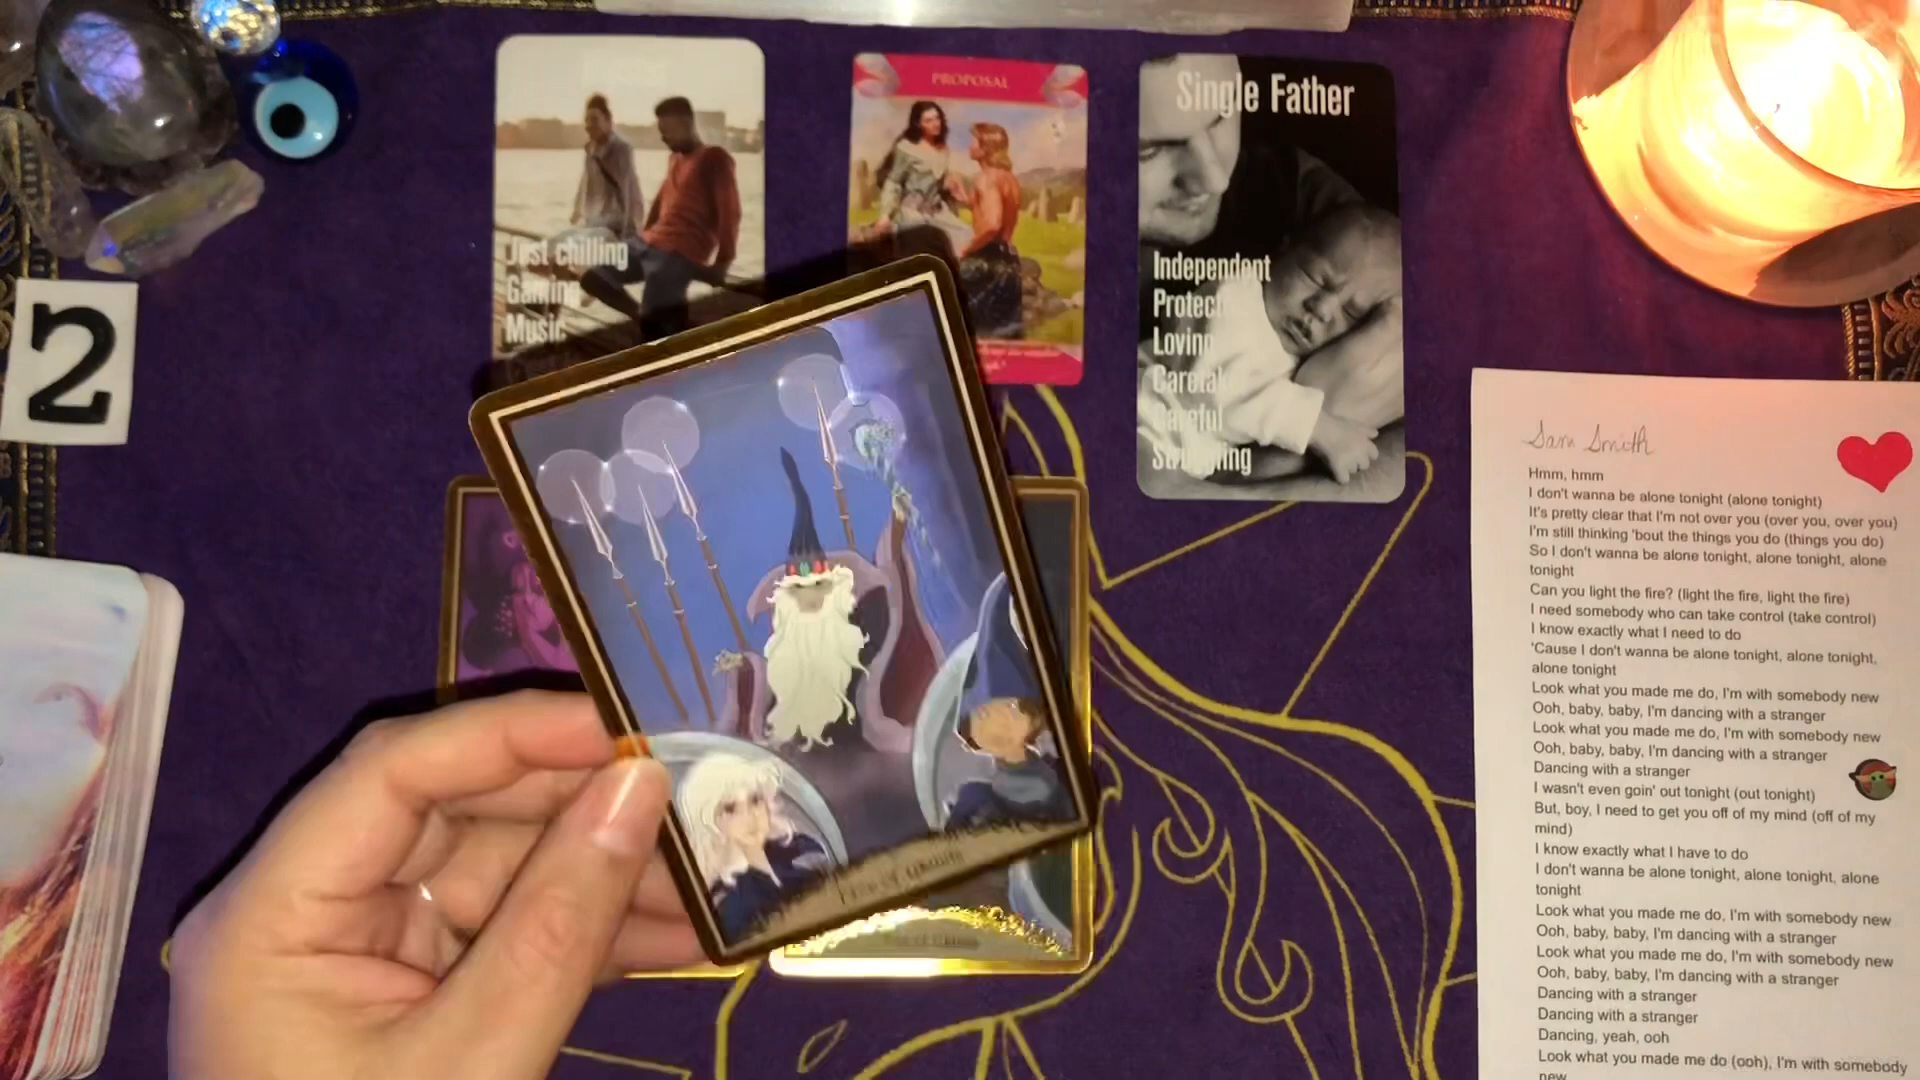 2
Just chilling
Gaming
Music
PROPOSAL
Single Father
Independent
Loving
Careful
Struggling
Sam Smith
Hmm, hmm
I don't wanna be alone tonight (alone tonight)
It's pretty clear that I'm not over you (over you, over you)
I'm still thinking 'bout the things you do (things you do)
So I don't wanna be alone tonight, alone tonight, alone
tonight
Can you light the fire? (light the fire, light the fire)
I need somebody who can take control (take control)
I know exactly what I need to do
'Cause I don't wanna be alone tonight, alone tonight,
alone tonight
Look what you made me do, I'm with somebody new
Ooh, baby, baby, I'm dancing with a stranger
Look what you made me do, I'm with somebody new
Ooh, baby, baby, I'm dancing with a stranger
Dancing with a stranger
I wasn't even goin' out tonight (out tonight)
But, boy, I need to get you off of my mind (off of my
mind)
I know exactly what I have to do
I don't wanna be alone tonight, alone tonight, alone
tonight
Look what you made me do, I'm with somebody new
Ooh, baby, baby, I'm dancing with a stranger
Look what you made me do, I'm with somebody new
Ooh, baby, baby, I'm dancing with a stranger
Dancing with a stranger
Dancing with a stranger
Dancing, yeah, ooh
Look what you made me do (ooh), I'm with somebody
new